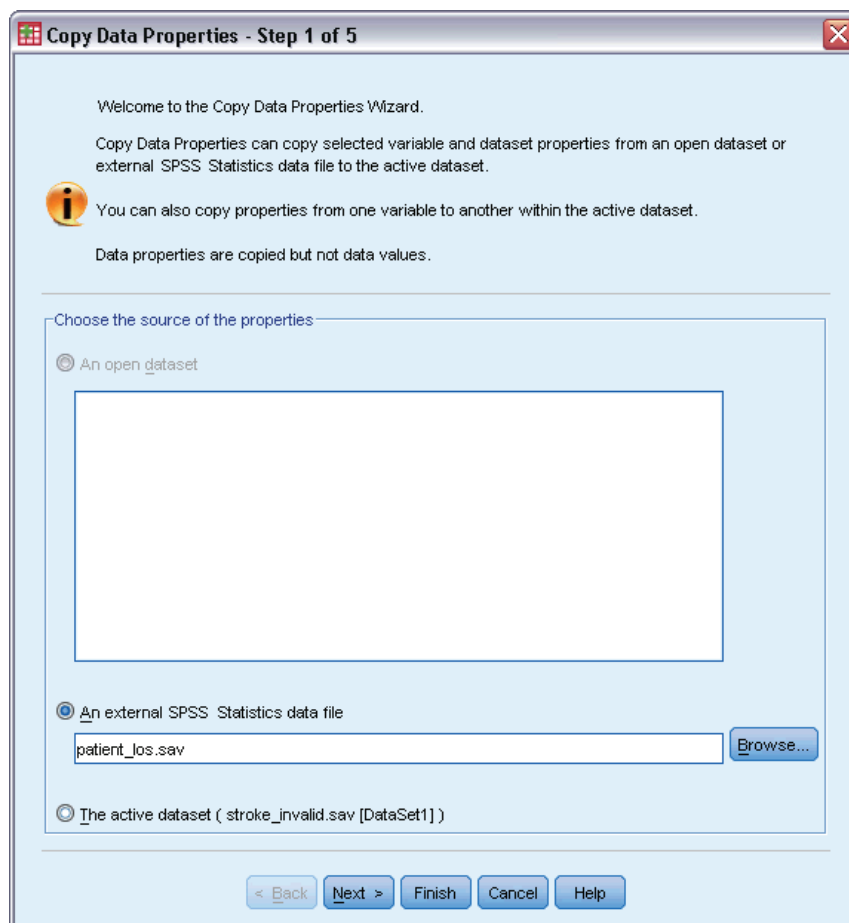 Copy Data Properties - Step 1 of 5
Welcome to the Copy Data Properties Wizard.
Copy Data Properties can copy selected variable and dataset properties from an open dataset or
external SPSS Statistics data file to the active dataset.
You can also copy properties from one variable to another within the active dataset.
Data properties are copied but not data values.
Choose the source of the properties
An open dataset
An external SPSS Statistics data file
patient_los.sav
Browse...
The active dataset ( stroke_invalid.sav [DataSet1] )
< Back
Next >
Finish
Cancel
Help